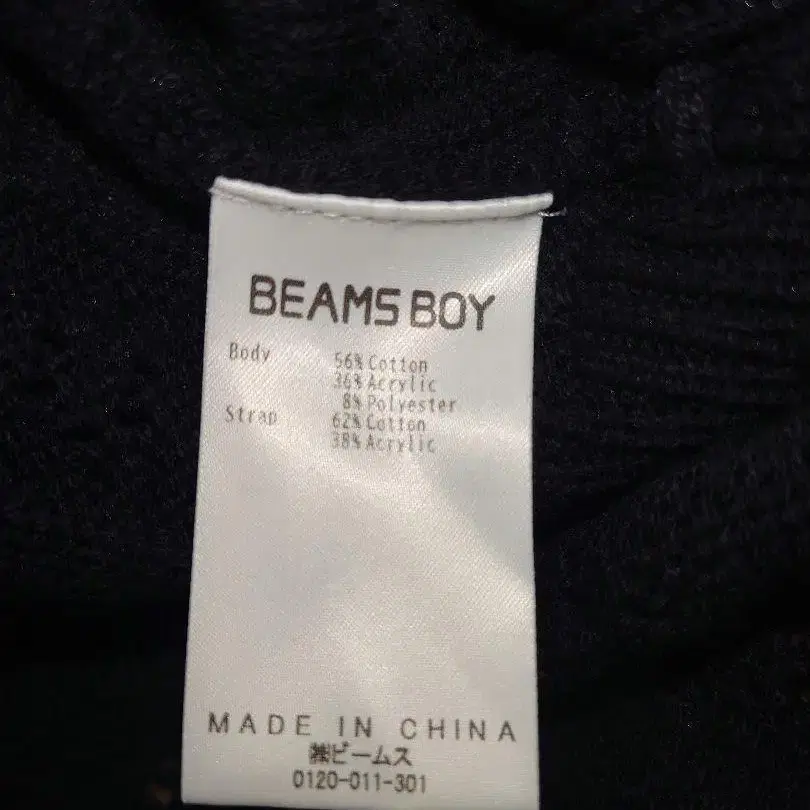 BEAMS BOY
Body 56% Cotton
36% Acrylic
8% Polyester
Strap 62% Cotton
38% Acrylic
MADE IN CHINA
㈱ビームス
0120-011-301